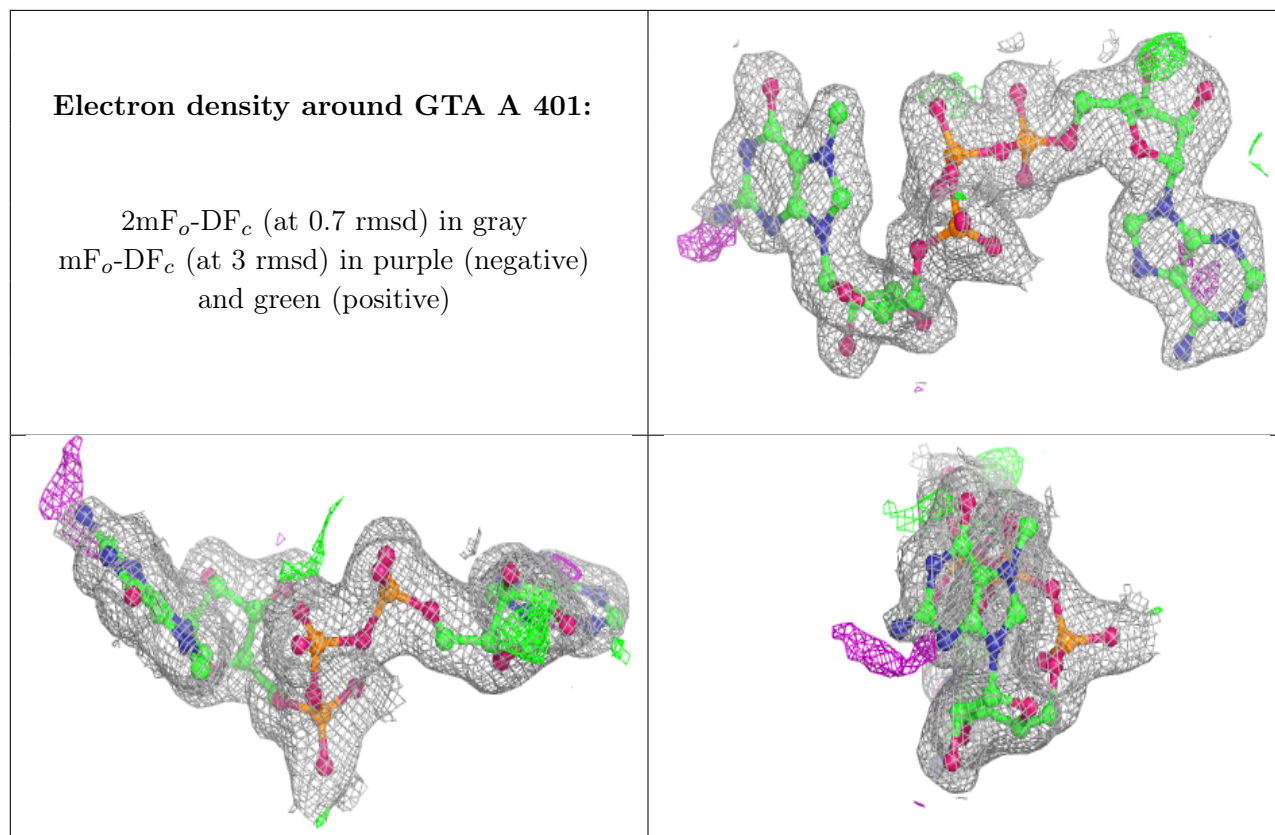 Electron density around GTA A 401:
2mFo-DFc (at 0.7 rmsd) in gray
mFo-DFc (at 3 rmsd) in purple (negative)
and green (positive)